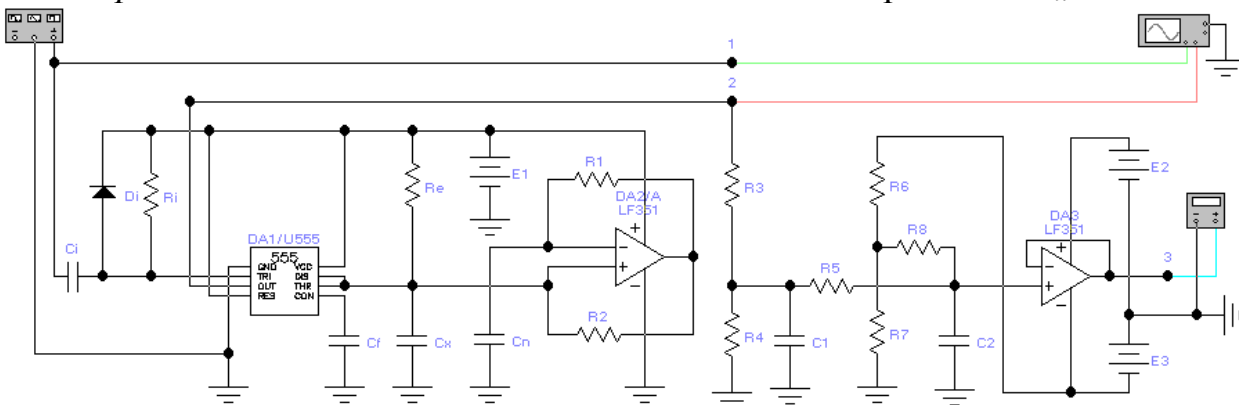 1
2
Di
Ri
Re
E1
R1
DA2/A
LF351
R3
R6
R8
DA3
LF351
E2
Ci
DA1/U555
555
GND VCC
TRI DIS
OUT THR
RES CON
R5
3
Cf
Cx
Cn
R2
R4
C1
R7
C2
E3